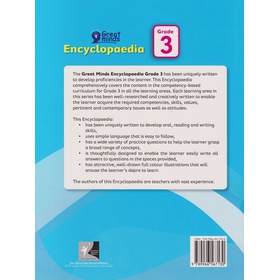 Great minds
Encyclopaedia
Grade
3
The Great Minds Encyclopaedia Grade 3 has been uniquely written
to develop proficiencies in the learner. This Encyclopaedia
comprehensively covers the content in the competency-based
curriculum for Grade 3 in all the learning areas. Each learning area in
this series has been well-researched and creatively written to enable
the learner acquire the required competencies, skills, values,
pertinent and contemporary issues as well as attitudes.
This Encyclopaedia:
• has been uniquely written to develop oral, reading and writing
skills,
• uses simple language that is easy to follow,
• has a wide variety of practice questions to help the learner grasp
a broad range of concepts,
• is thoughtfully designed to enable the learner easily write all
answers to questions in the spaces provided,
• has attractive, well-drawn full colour illustrations that will
arouse the learner's desire to learn.
The authors of this Encyclopaedia are teachers with vast experience.